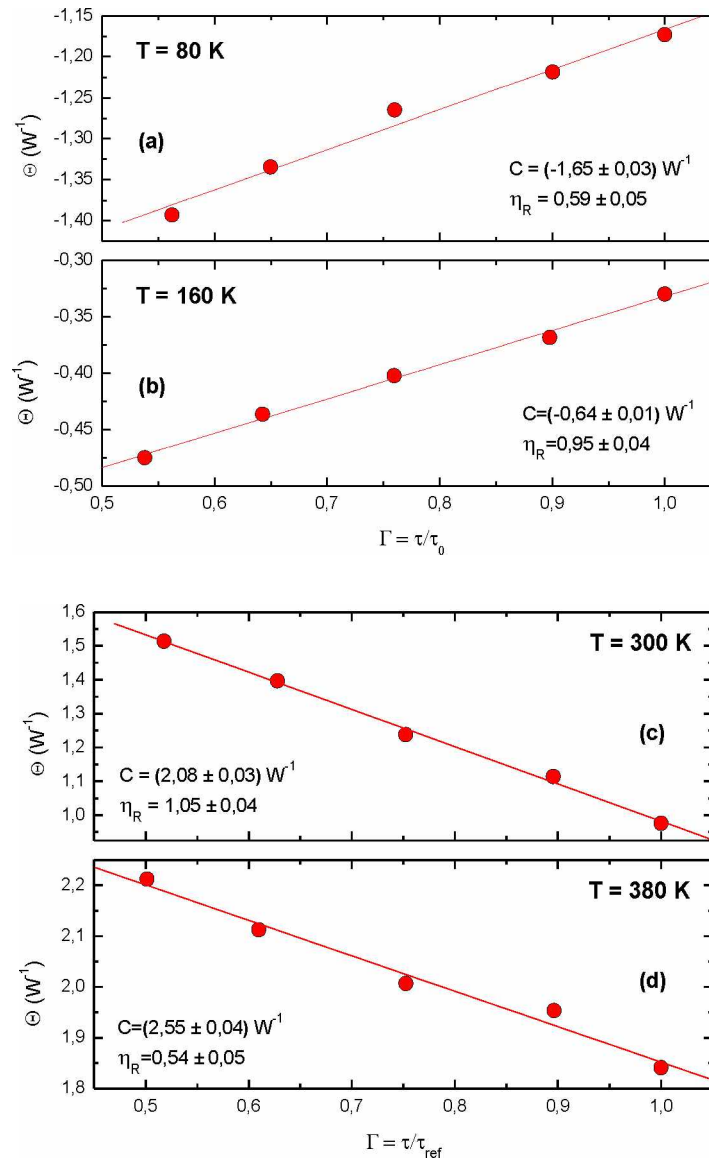 -1,15
-1,20
-1,25
-1,30
-1,35
-1,40
Θ (W⁻¹)
T = 80 K
(a)
C = (-1,65 ± 0,03) W⁻¹
η_R = 0,59 ± 0,05
-0,30
-0,35
-0,40
-0,45
-0,50
Θ (W⁻¹)
T = 160 K
(b)
C=(-0,64 ± 0,01) W⁻¹
η_R=0,95 ± 0,04
0,5 0,6 0,7 0,8 0,9 1,0
Γ = τ/τ₀
1,6
1,5
1,4
1,3
1,2
1,1
1,0
Θ (W⁻¹)
T = 300 K
(c)
C = (2,08 ± 0,03) W⁻¹
η_R = 1,05 ± 0,04
2,2
2,1
2,0
1,9
1,8
Θ (W⁻¹)
T = 380 K
(d)
C=(2,55 ± 0,04) W⁻¹
η_R=0,54 ± 0,05
0,5 0,6 0,7 0,8 0,9 1,0
Γ = τ/τ_ref